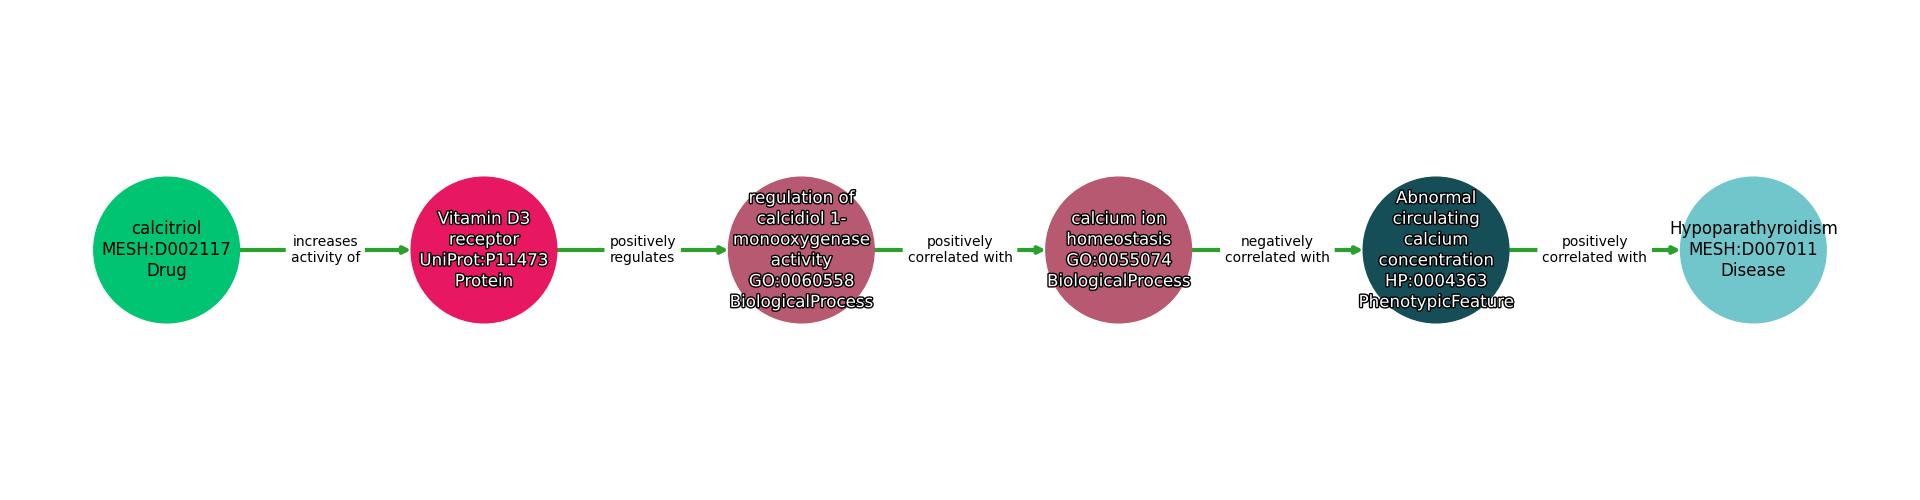 calcitriol
MESH:D002117
Drug
increases
activity of
Vitamin D3
receptor
UniProt:P11473
Protein
positively
regulates
regulation of
calcidiol 1-
monooxygenase
activity
GO:0060558
BiologicalProcess
positively
correlated with
calcium ion
homeostasis
GO:0055074
BiologicalProcess
negatively
correlated with
Abnormal
circulating
calcium
concentration
HP:0004363
PhenotypicFeature
positively
correlated with
Hypoparathyroidism
MESH:D007011
Disease